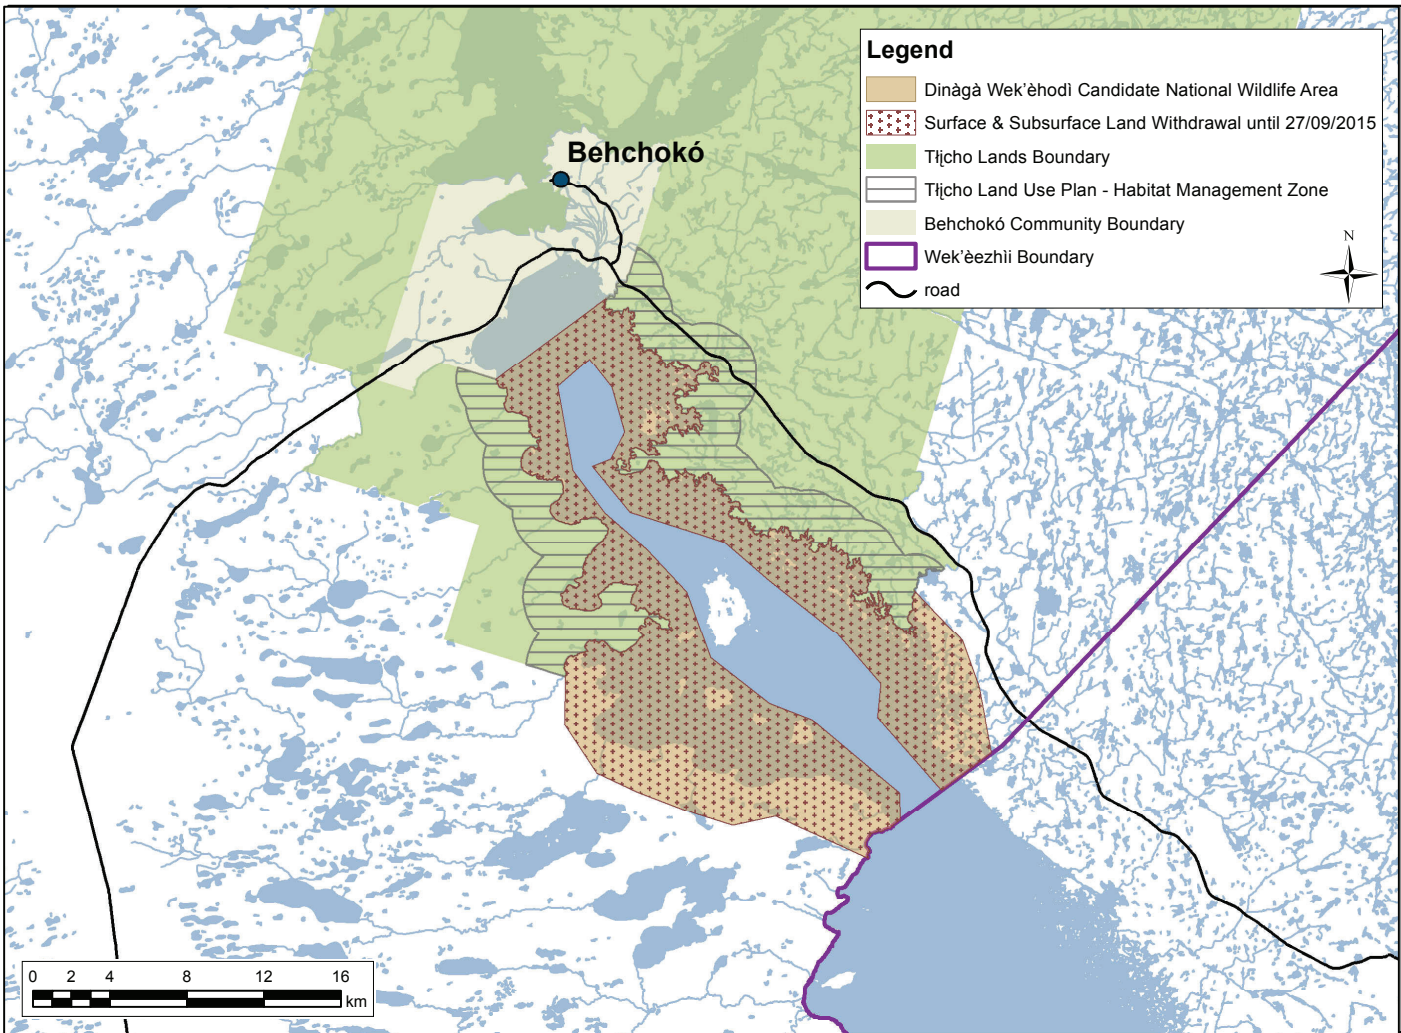 Legend
Dinàgà Wek'èhodì Candidate National Wildlife Area
Surface & Subsurface Land Withdrawal until 27/09/2015
Tłįcho Lands Boundary
Tłįcho Land Use Plan - Habitat Management Zone
Behchokó Community Boundary
Wek'èezhìi Boundary
road
N
Behchokó
0 2 4 8 12 16
km